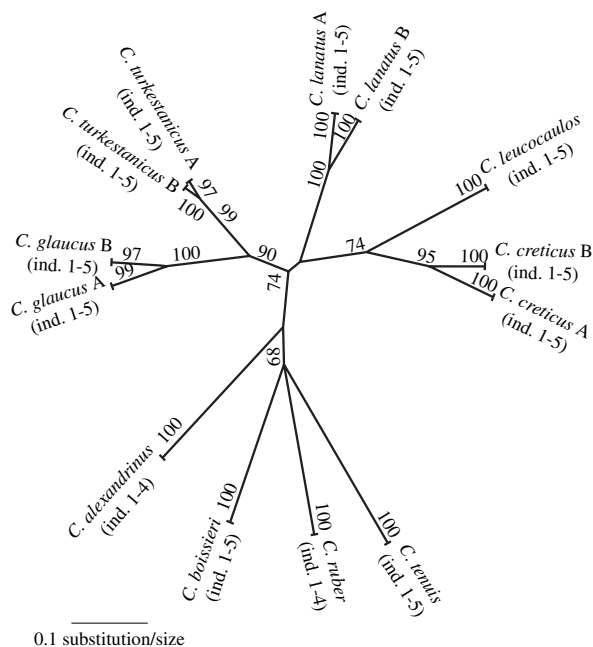 C. lanatus A
(ind. 1-5)
C. lanatus B
(ind. 1-5)
100
100
100
C. turkestanicus A
(ind. 1-5)
97
99
C. turkestanicus B
(ind. 1-5)
100
C. leucocaulos
(ind. 1-5)
100
74
95
C. creticus B
(ind. 1-5)
100
C. creticus A
(ind. 1-5)
100
C. glaucus B
(ind. 1-5)
97
C. glaucus A
(ind. 1-5)
99
100
90
74
68
C. alexandrinus
(ind. 1-4)
100
C. boissieri
(ind. 1-5)
100
C. ruber
(ind. 1-4)
100
C. tenuis
(ind. 1-5)
100
0.1 substitution/size